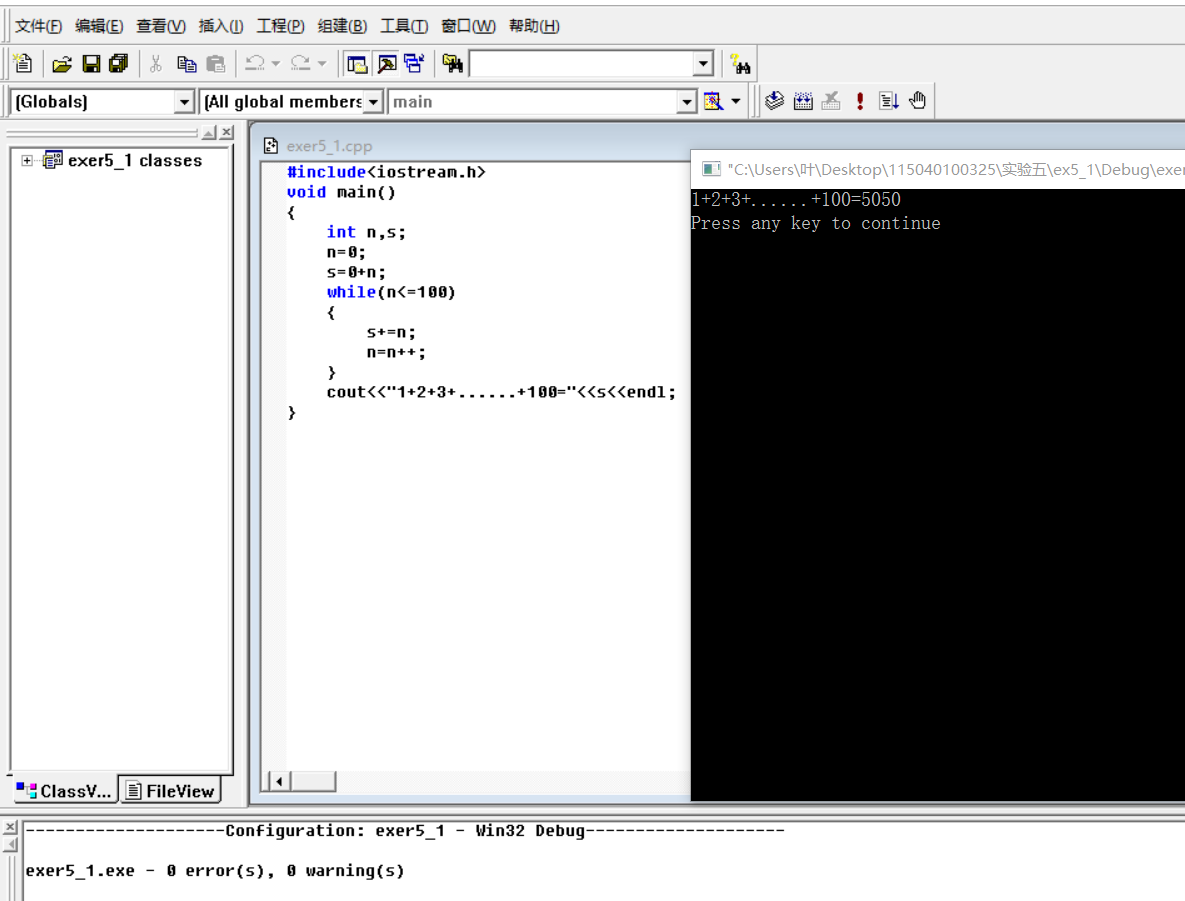 文件(F) 编辑(E) 查看(V) 插入(I) 工程(P) 组建(B) 工具(T) 窗口(W) 帮助(H)
(Globals) (All global members main
exer5_1 classes
exer5_1.cpp
#include<iostream.h>
void main()
{
    int n,s;
    n=0;
    s=0+n;
    while(n<=100)
    {
        s+=n;
        n=n++;
    }
    cout<<"1+2+3+......+100="<<s<<endl;
}
"C:\Users\叶\Desktop\115040100325\实验五\ex5_1\Debug\exer
1+2+3+......+100=5050
Press any key to continue
ClassV... FileView
--------------------Configuration: exer5_1 - Win32 Debug--------------------
exer5_1.exe - 0 error(s), 0 warning(s)